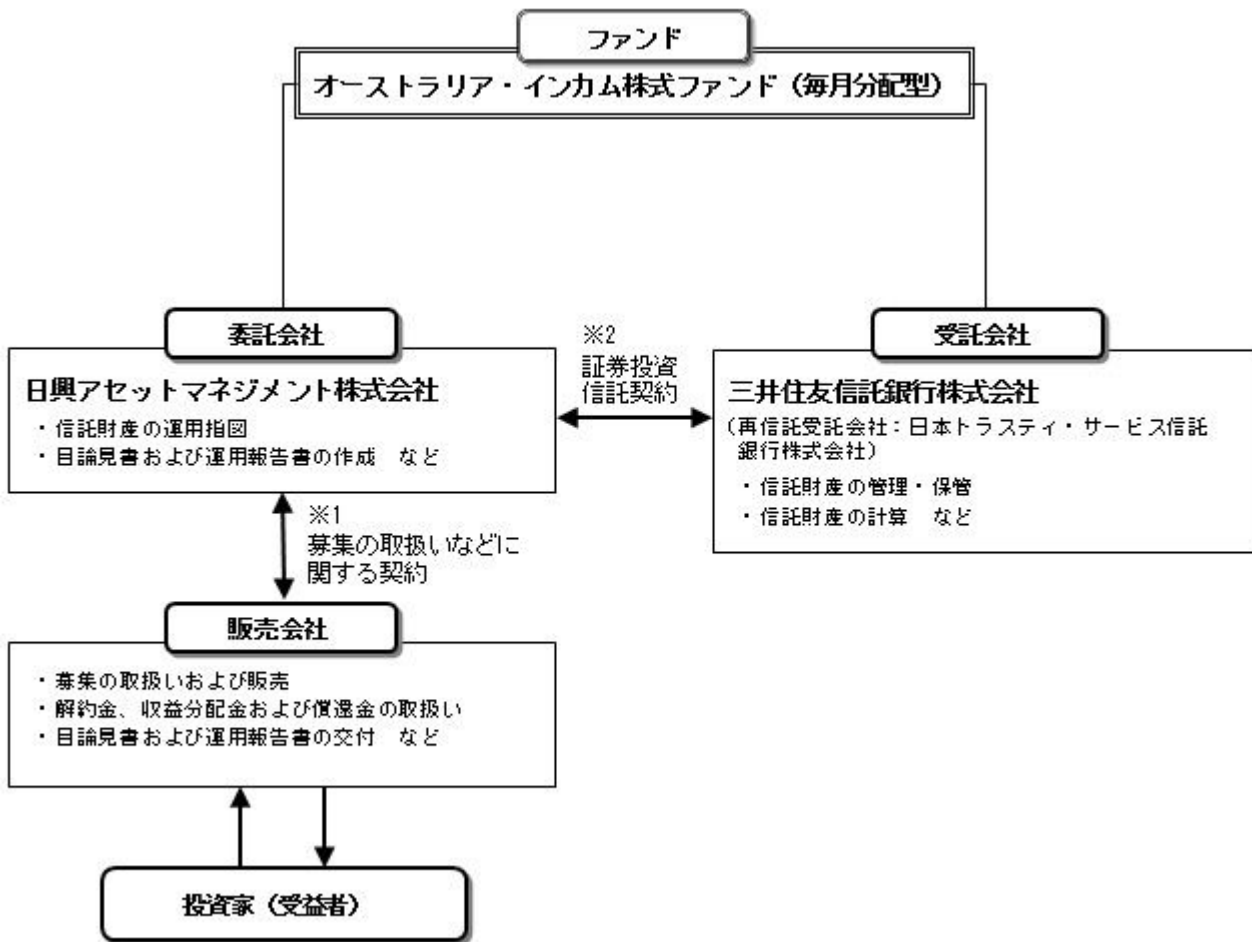 ファンド
オーストラリア・インカム株式ファンド（毎月分配型）
委託会社
日興アセットマネジメント株式会社
・信託財産の運用指図
・目論見書および運用報告書の作成　など
※2
証券投資
信託契約
受託会社
三井住友信託銀行株式会社
（再信託受託会社：日本トラスティ・サービス信託
銀行株式会社）
・信託財産の管理・保管
・信託財産の計算　など
※1
募集の取扱いなどに
関する契約
販売会社
・募集の取扱いおよび販売
・解約金、収益分配金および償還金の取扱い
・目論見書および運用報告書の交付　など
投資家（受益者）